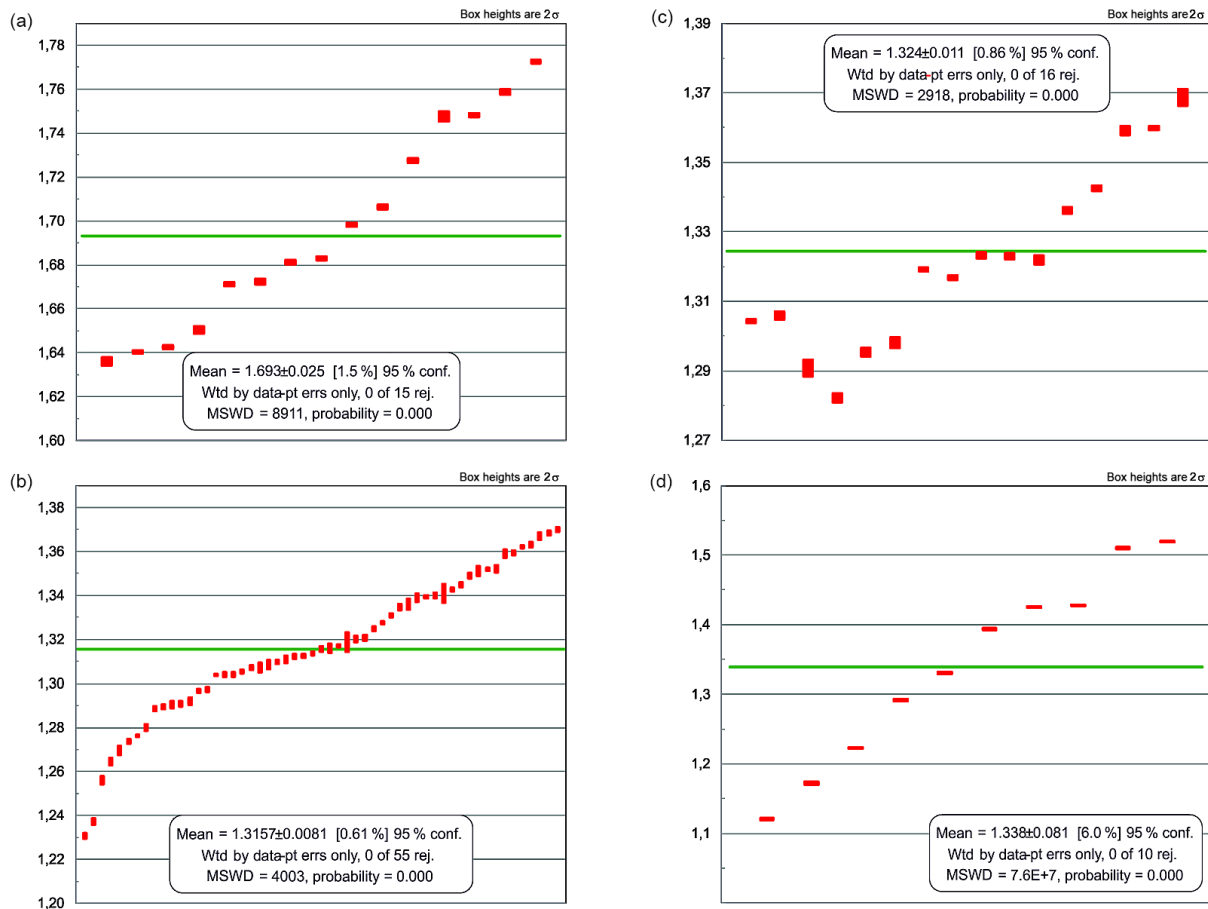 (a)
Box heights are 2σ
1,78
1,76
1,74
1,72
1,70
1,68
1,66
1,64
1,62
1,60
Mean = 1.693±0.025 [1.5 %] 95 % conf.
Wtd by data-pt errs only, 0 of 15 rej.
MSWD = 8911, probability = 0.000
(c)
Box heights are 2σ
1,39
1,37
1,35
1,33
1,31
1,29
1,27
Mean = 1.324±0.011 [0.86 %] 95 % conf.
Wtd by data-pt errs only, 0 of 16 rej.
MSWD = 2918, probability = 0.000
(b)
Box heights are 2σ
1,38
1,36
1,34
1,32
1,30
1,28
1,26
1,24
1,22
1,20
Mean = 1.3157±0.0081 [0.61 %] 95 % conf.
Wtd by data-pt errs only, 0 of 55 rej.
MSWD = 4003, probability = 0.000
(d)
Box heights are 2σ
1,6
1,5
1,4
1,3
1,2
1,1
Mean = 1.338±0.081 [6.0 %] 95 % conf.
Wtd by data-pt errs only, 0 of 10 rej.
MSWD = 7.6E+7, probability = 0.000